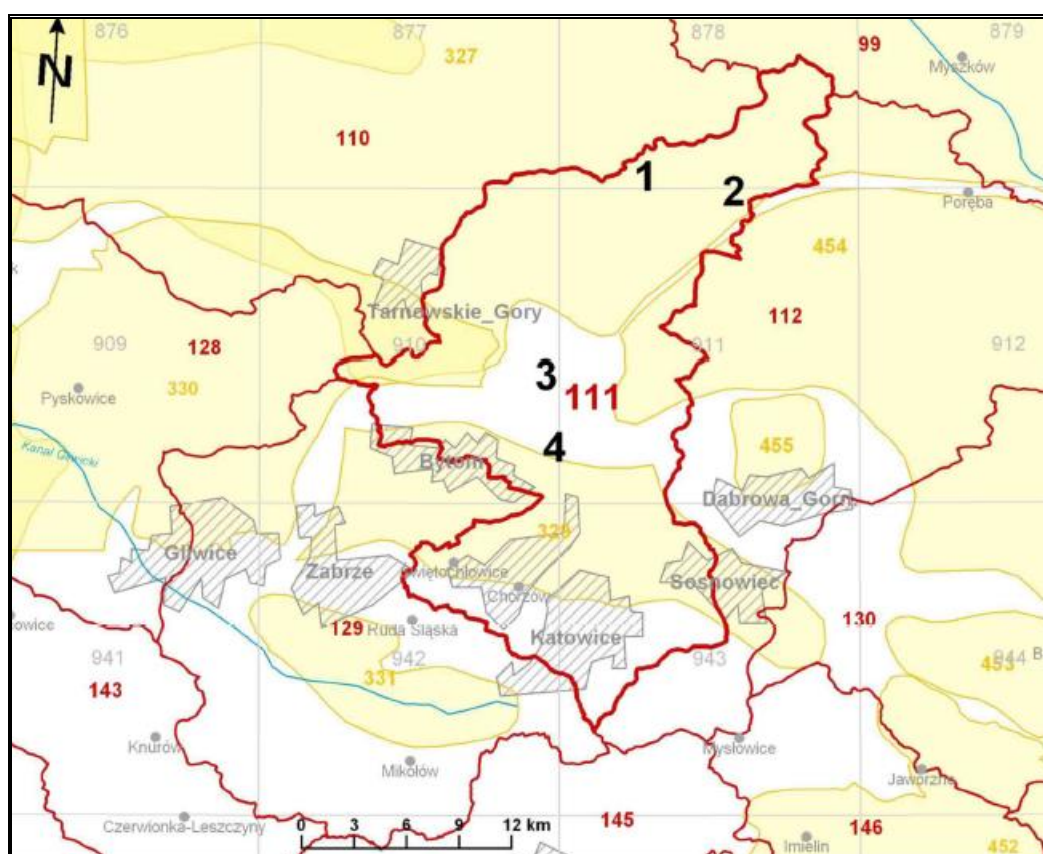 876
877
878
879
99
Myszków
N
327
110
1
2
Poręba
454
Tarnowskie_Gory
112
909
128
910
911
912
3
111
330
Pyskowice
4
455
Kanał Gliwicki
Bytom
Dabrowa_Gorn
328
Gliwice
Zabrze
Świętochłowice
Chorzów
Sosnowiec
owice
129
Ruda Śląska
Katowice
130
941
942
943
944
B
453
143
331
Knurów
Mysłowice
Mikołów
Jaworzno
Czerwionka-Leszczyny
0 3 6 9 12 km
145
146
Imielin
452